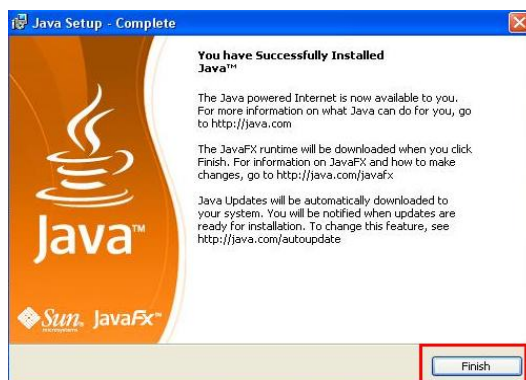 Java Setup - Complete
You have Successfully Installed
Java™
The Java powered Internet is now available to you.
For more information on what Java can do for you, go
to http://java.com
The JavaFX runtime will be downloaded when you click
Finish. For information on JavaFX and how to make
changes, go to http://java.com/javafx
Java Updates will be automatically downloaded to
your system. You will be notified when updates are
ready for installation. To change this feature, see
http://java.com/autoupdate
Java™
Sun microsystems JavaFX™
Finish